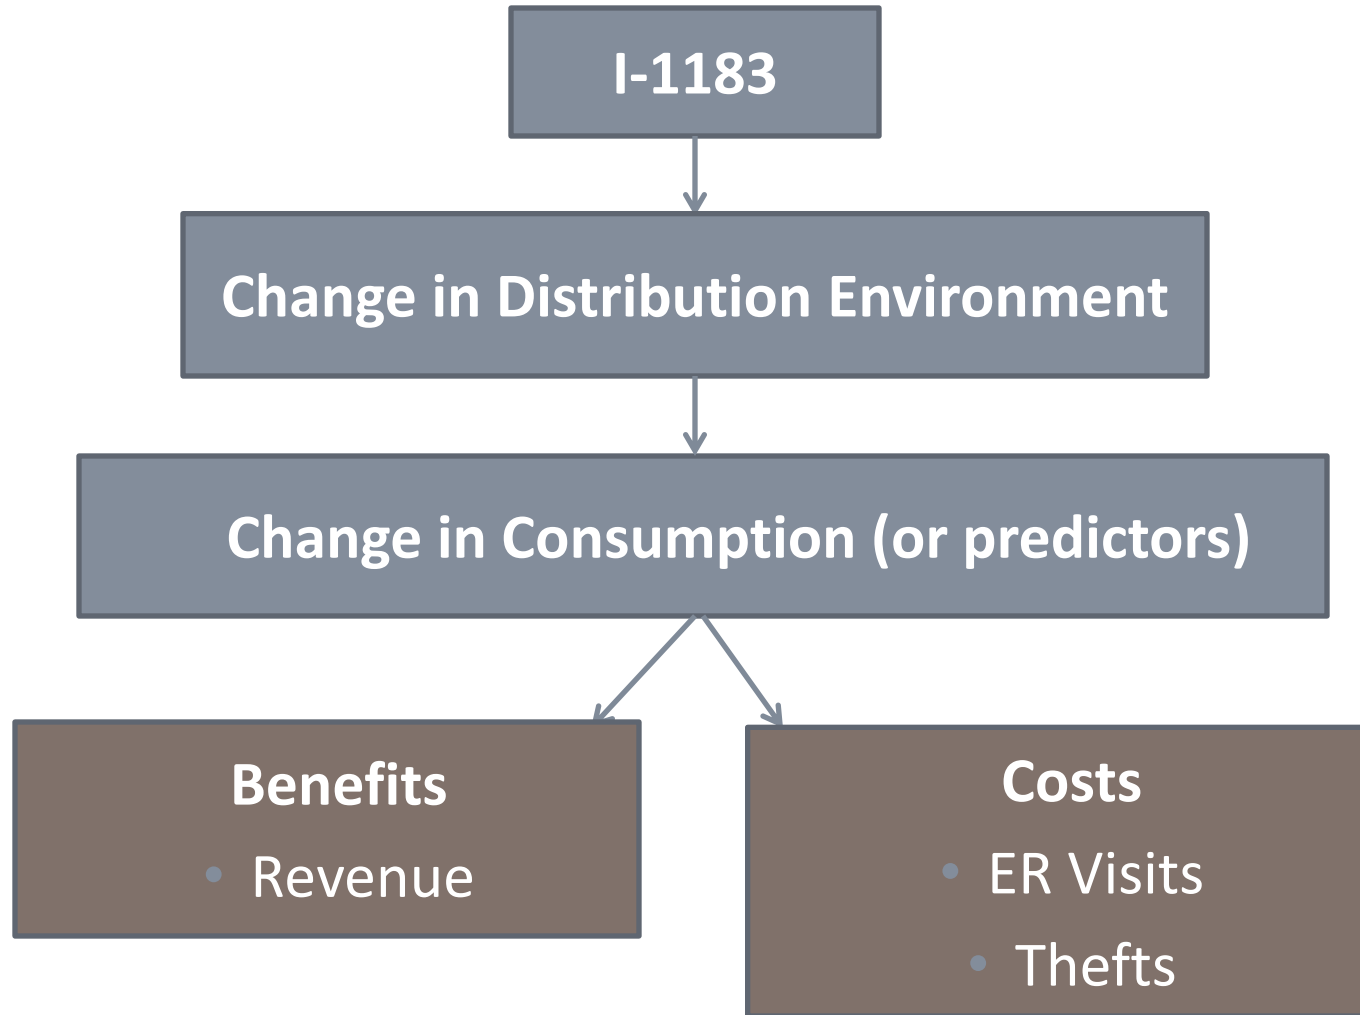 I-1183
Change in Distribution Environment
Change in Consumption (or predictors)
Benefits
• Revenue
Costs
• ER Visits
• Thefts